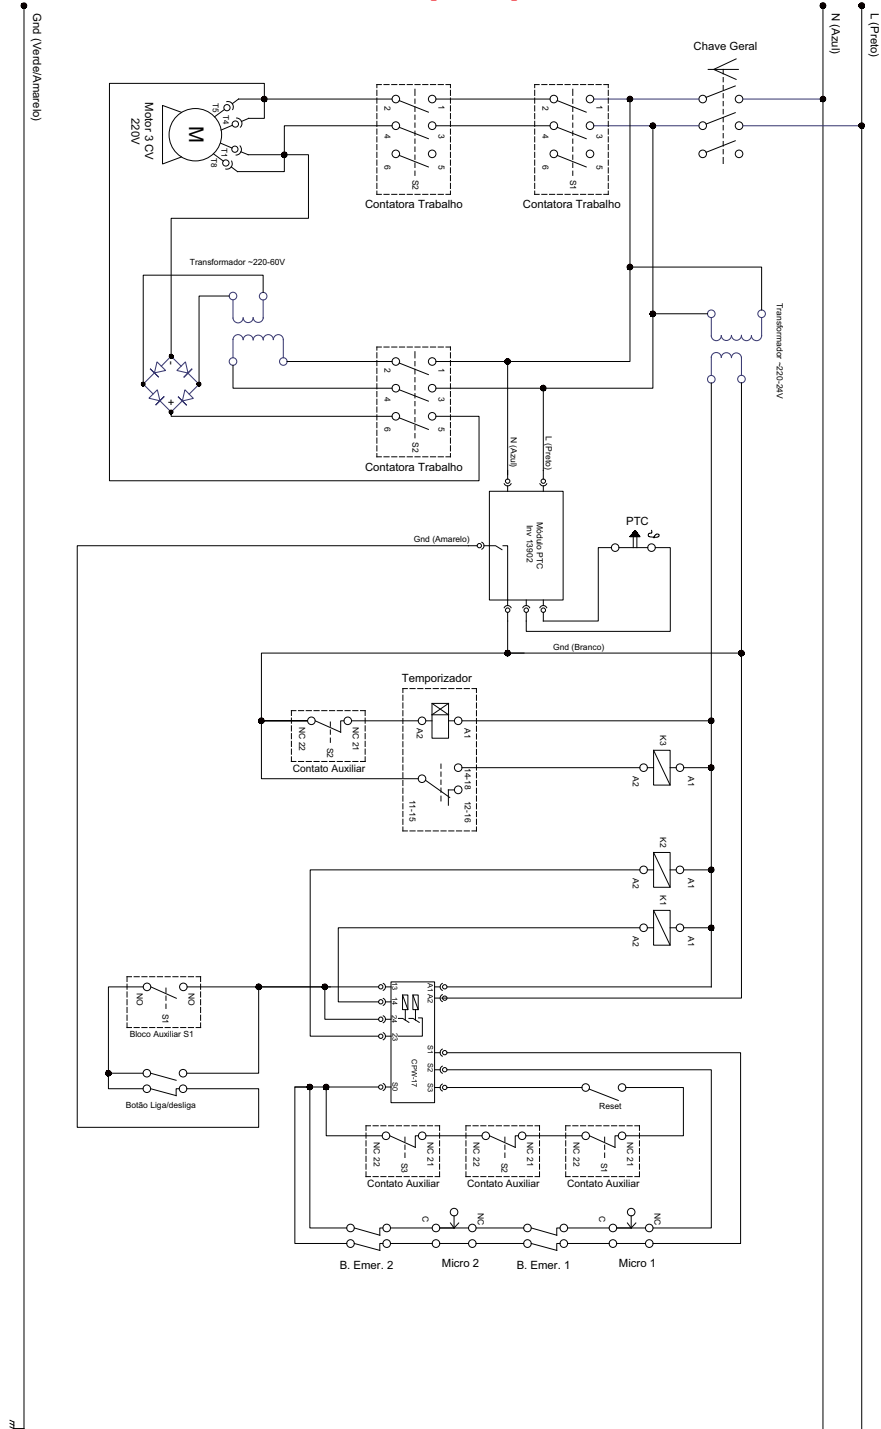 Gnd (Verde/Amarelo)
N (Azul)
L (Preto)
Chave Geral
Motor 3 CV
220V
M
T5
T4
T1
T8
2
4
6
1
3
5
S2
Contatora Trabalho
2
4
6
1
3
5
S1
Contatora Trabalho
Transformador ~220-60V
Transformador ~220-24V
-
+
2
4
6
1
3
5
S2
Contatora Trabalho
N (Azul)
L (Preto)
Módulo PTC
Inv 13902
PTC
Gnd (Amarelo)
Gnd (Branco)
Temporizador
A2
A1
14-18
12-16
11-15
NC 22
NC 21
S2
Contato Auxiliar
K3
A2
A1
K2
A2
A1
K1
A2
A1
NO
NO
S1
Bloco Auxiliar S1
Botão Liga/desliga
13
14
24
23
S0
A1
A2
S1
S2
S3
CPW-17
Reset
NC 22
NC 21
S3
Contato Auxiliar
NC 22
NC 21
S2
Contato Auxiliar
NC 22
NC 21
S1
Contato Auxiliar
C
NC
C
NC
B. Emer. 2
Micro 2
B. Emer. 1
Micro 1